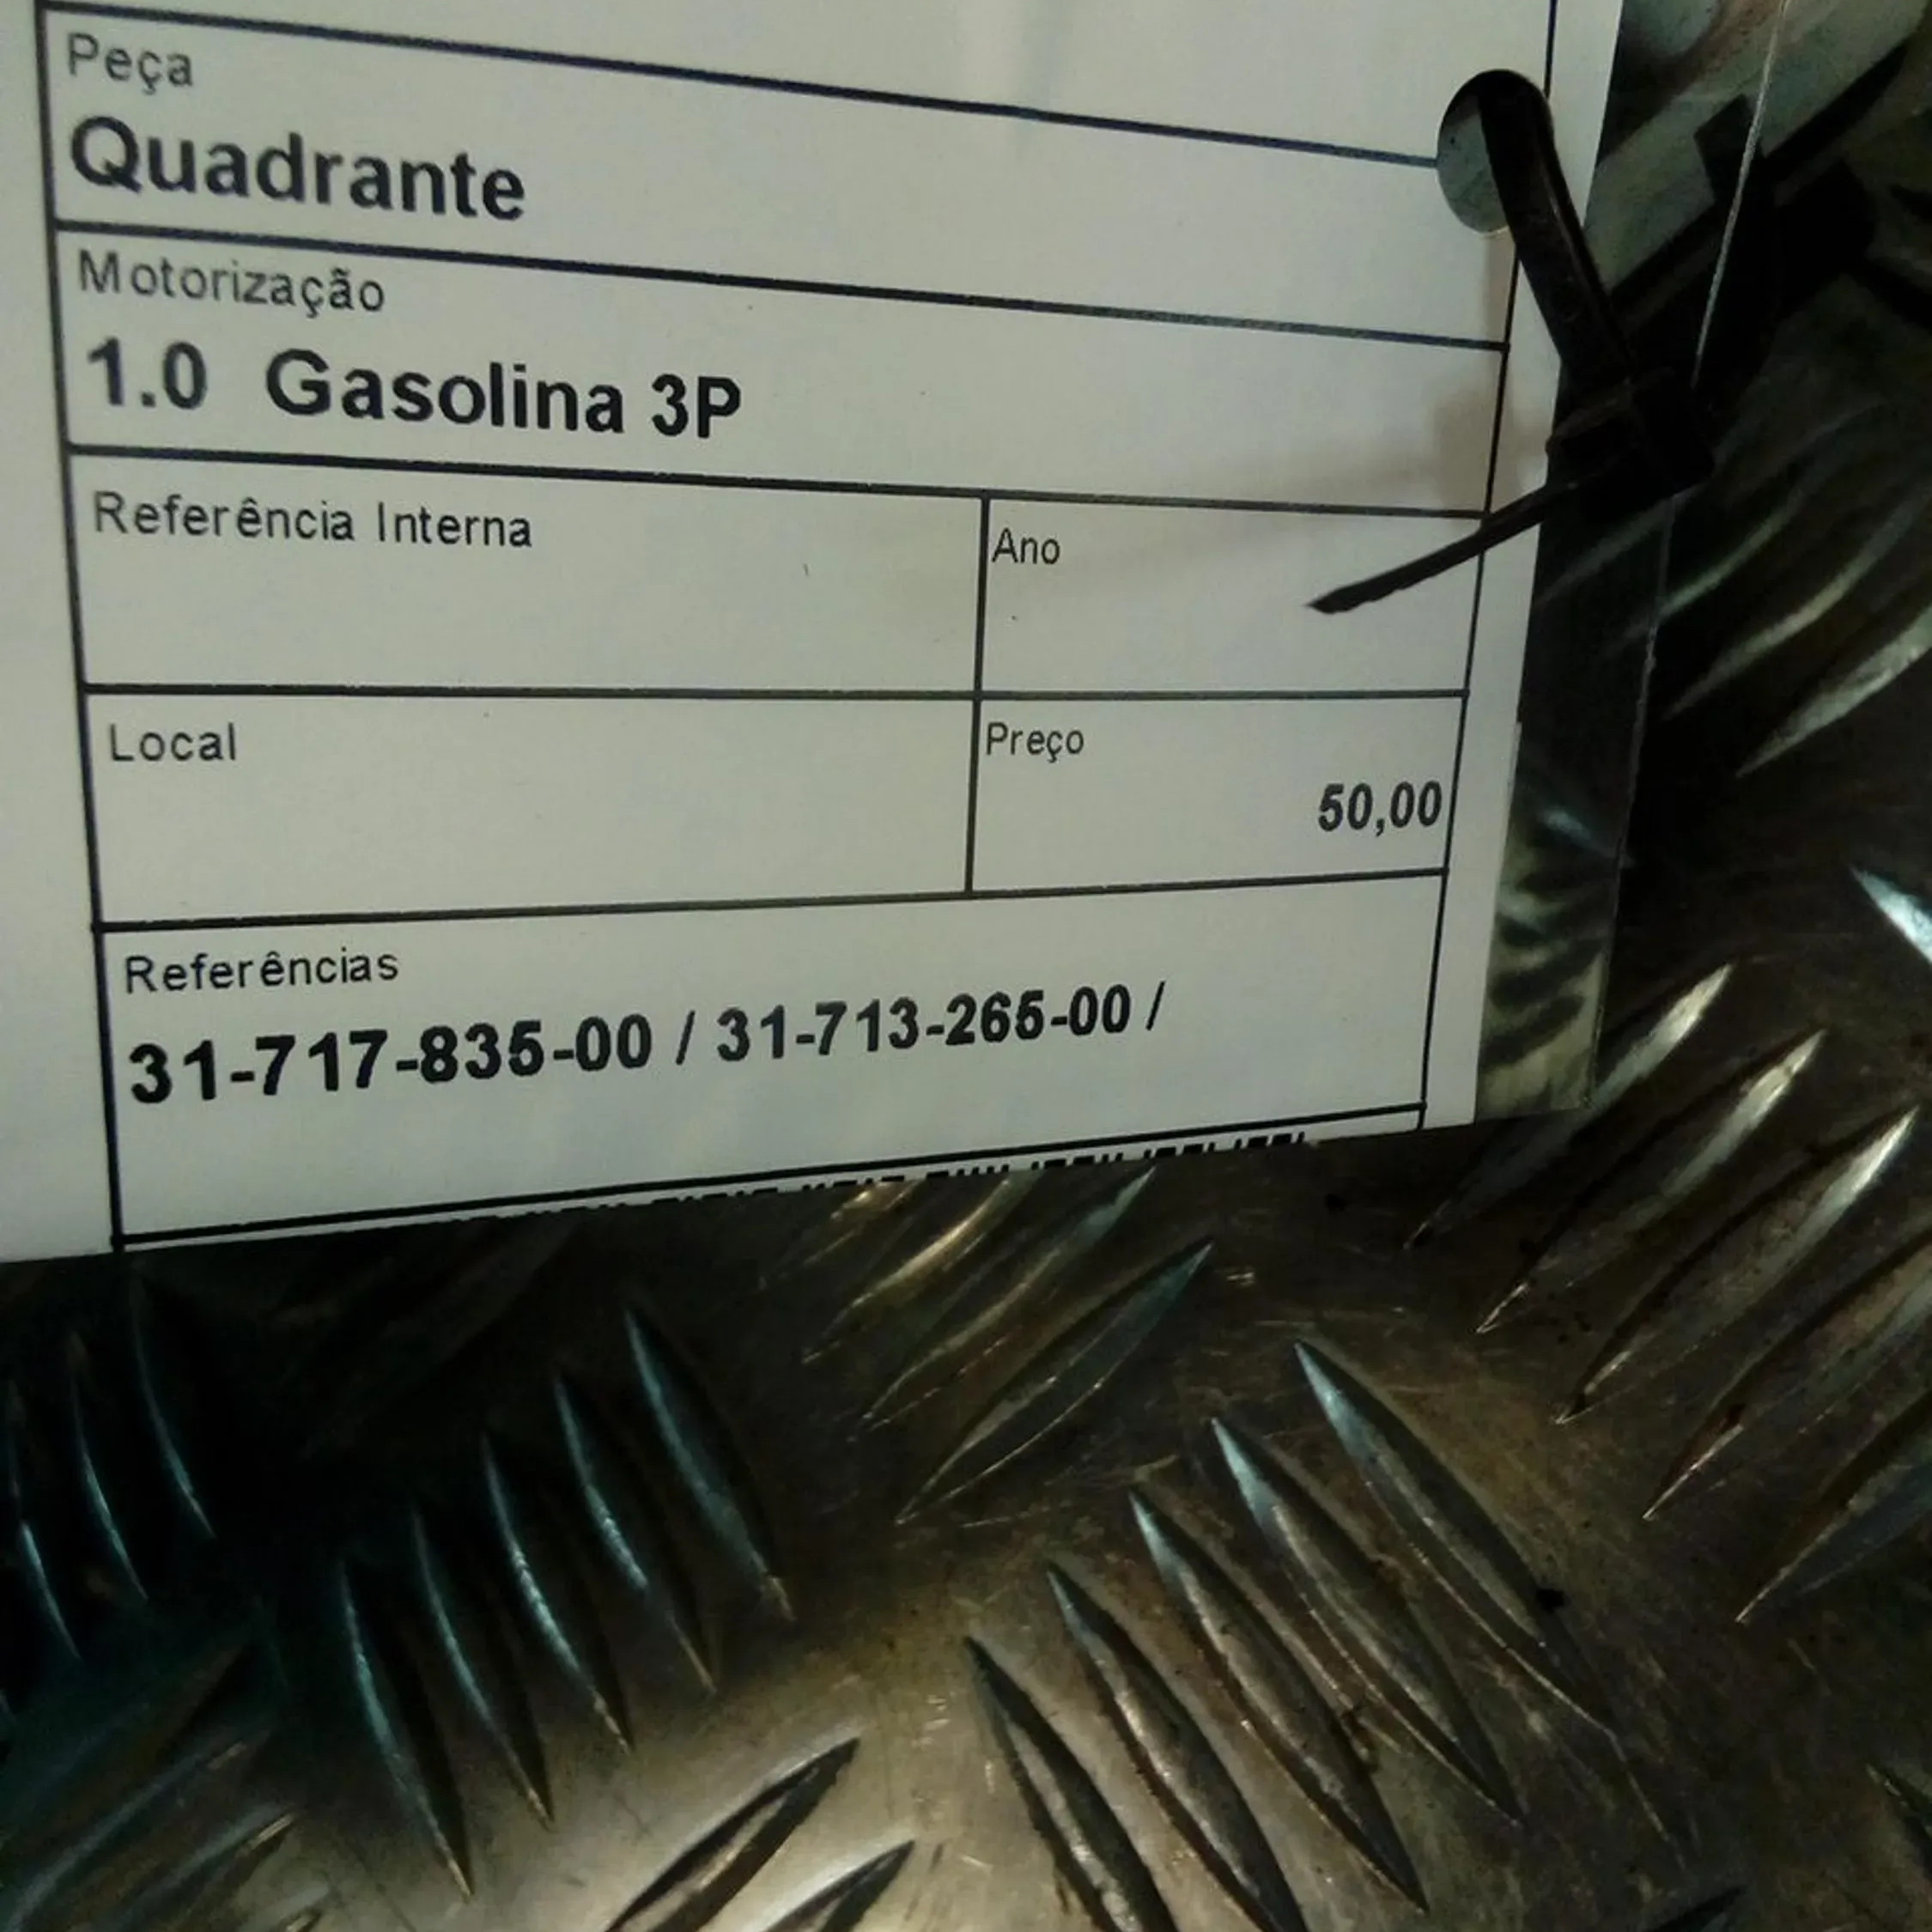 Peça
Quadrante
Motorização
1.0 Gasolina 3P
Referência Interna
Ano
Local
Preço
50,00
Referências
31-717-835-00 / 31-713-265-00 /